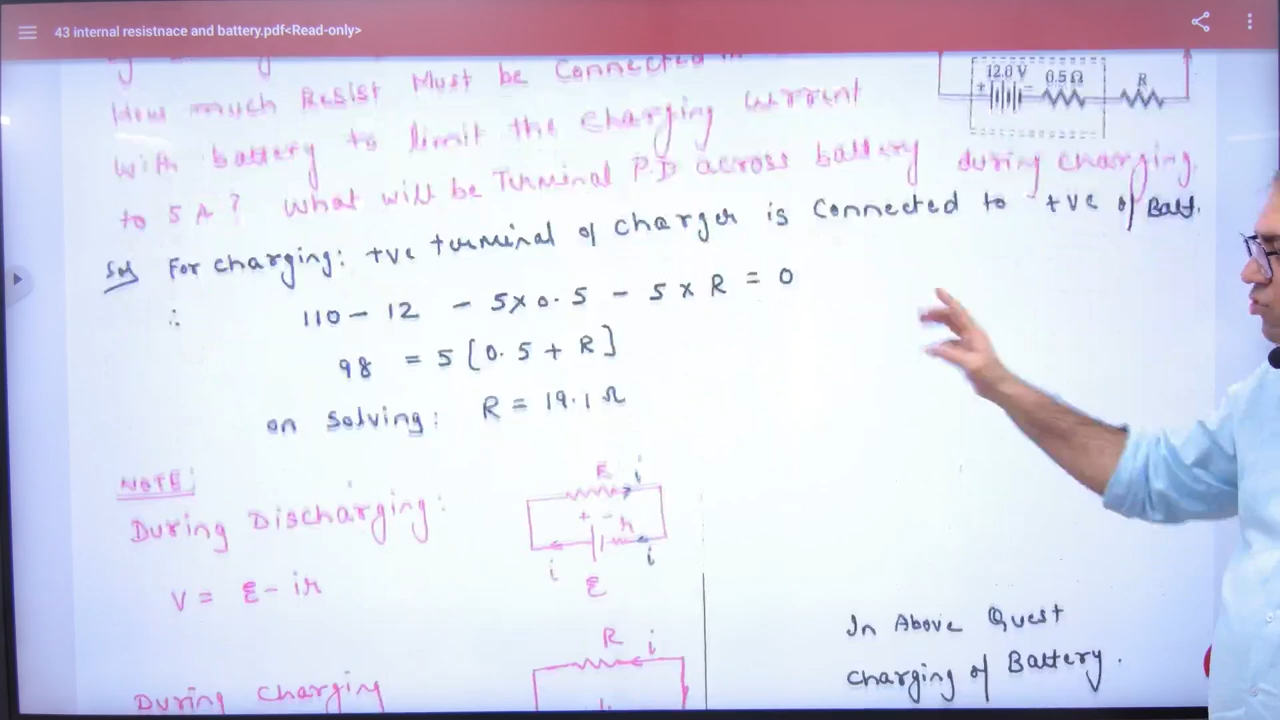 43 internal resistnace and battery.pdf<Read-only>
How much Resist Must be Connected
12.0 V 0.5 Ω R
+ −
with battery to limit the charging current
to 5 A? What will be Terminal P.D across battery during charging.
Sol For charging: +ve terminal of charger is connected to +ve of Batt.
∴ 110 − 12 − 5×0.5 − 5×R = 0
98 = 5[0.5 + R]
on solving: R = 19.1 Ω
NOTE:
During Discharging:
R i
+ − r
i i
ε
V = ε − ir
In Above Quest
R i
charging of Battery.
During charging